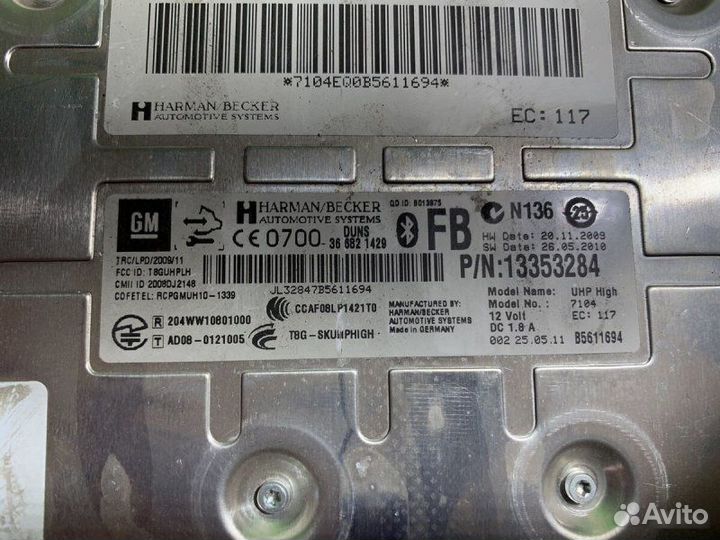 *7104EQ0B5611694*
HARMAN/BECKER
AUTOMOTIVE SYSTEMS
EC: 117
GM
HARMAN/BECKER
AUTOMOTIVE SYSTEMS
QD ID: B013875
CE 0700
DUNS
36 682 1429
FB
N136
HW Date: 20.11.2009
SW Date: 26.05.2010
P/N:13353284
TRC/LPD/2009/11
FCC ID: T8GUHPLH
CMII ID 2008DJ2148
COFETEL: RCPGMUH10-1339
JL32847B5611694
R 204WW10801000
T AD08-0121005
CCAF08LP1421T0
T8G-SKUHPHIGH
HARMAN/BECKER
AUTOMOTIVE SYSTEMS
Made in GERMANY
Model Name: UHP High
Model No.: 7104
12 Volt EC: 117
DC 1.8 A
002 25.05.11 B5611694
Avito